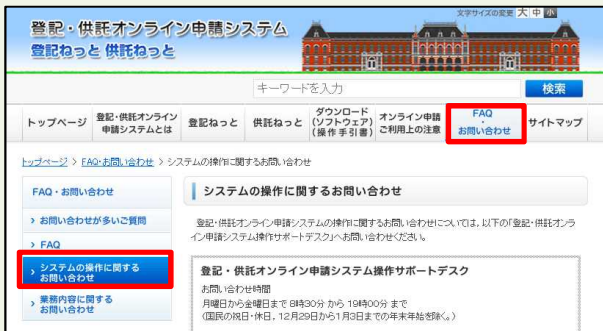 文字サイズの変更 大 中 小
登記・供託オンライン申請システム
登記ねっと 供託ねっと
キーワードを入力
検索
トップページ
登記・供託オンライン
申請システムとは
登記ねっと
供託ねっと
ダウンロード
(ソフトウェア)
(操作手引書)
オンライン申請
ご利用上の注意
FAQ
・
お問い合わせ
サイトマップ
トップページ > FAQ・お問い合わせ > システムの操作に関するお問い合わせ
FAQ・お問い合わせ
> お問い合わせが多いご質問
> FAQ
> システムの操作に関する
お問い合わせ
> 業務内容に関する
お問い合わせ
システムの操作に関するお問い合わせ
登記・供託オンライン申請システムの操作に関するお問い合わせについては、以下の「登記・供託オンラ
イン申請システム操作サポートデスク」へお問い合わせください。
登記・供託オンライン申請システム操作サポートデスク
お問い合わせ時間
月曜日から金曜日まで 8時30分 から 19時00分 まで
(国民の祝日・休日、12月29日から1月3日までの年末年始を除く。)